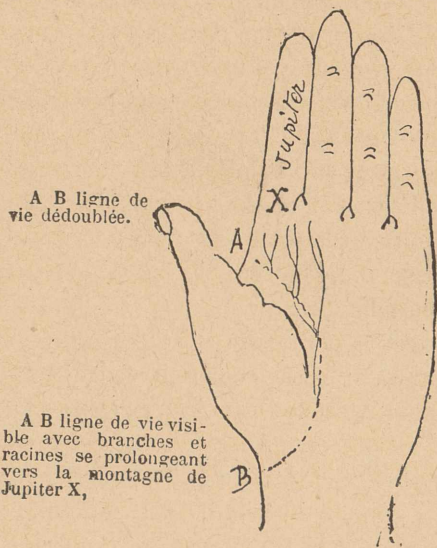 Jupiter
X
A B ligne de
vie dédoublée.
A
A B ligne de vie visi-
ble avec branches et
racines se prolongeant
vers la montagne de
Jupiter X,
B